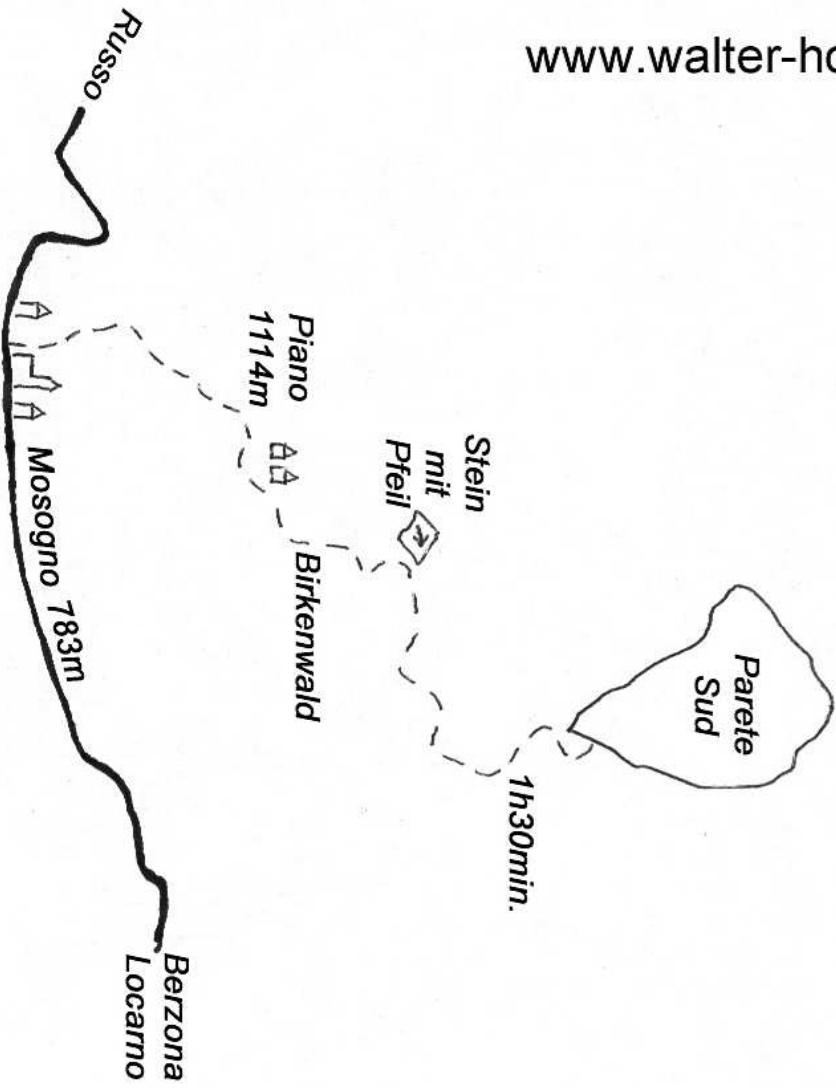 www.walter-ho
Russo
Piano
1114m
Stein
mit
Pfeil
Parete
Sud
Birkenwald
Mosogno 783m
1h30min.
Berzona
Locarno